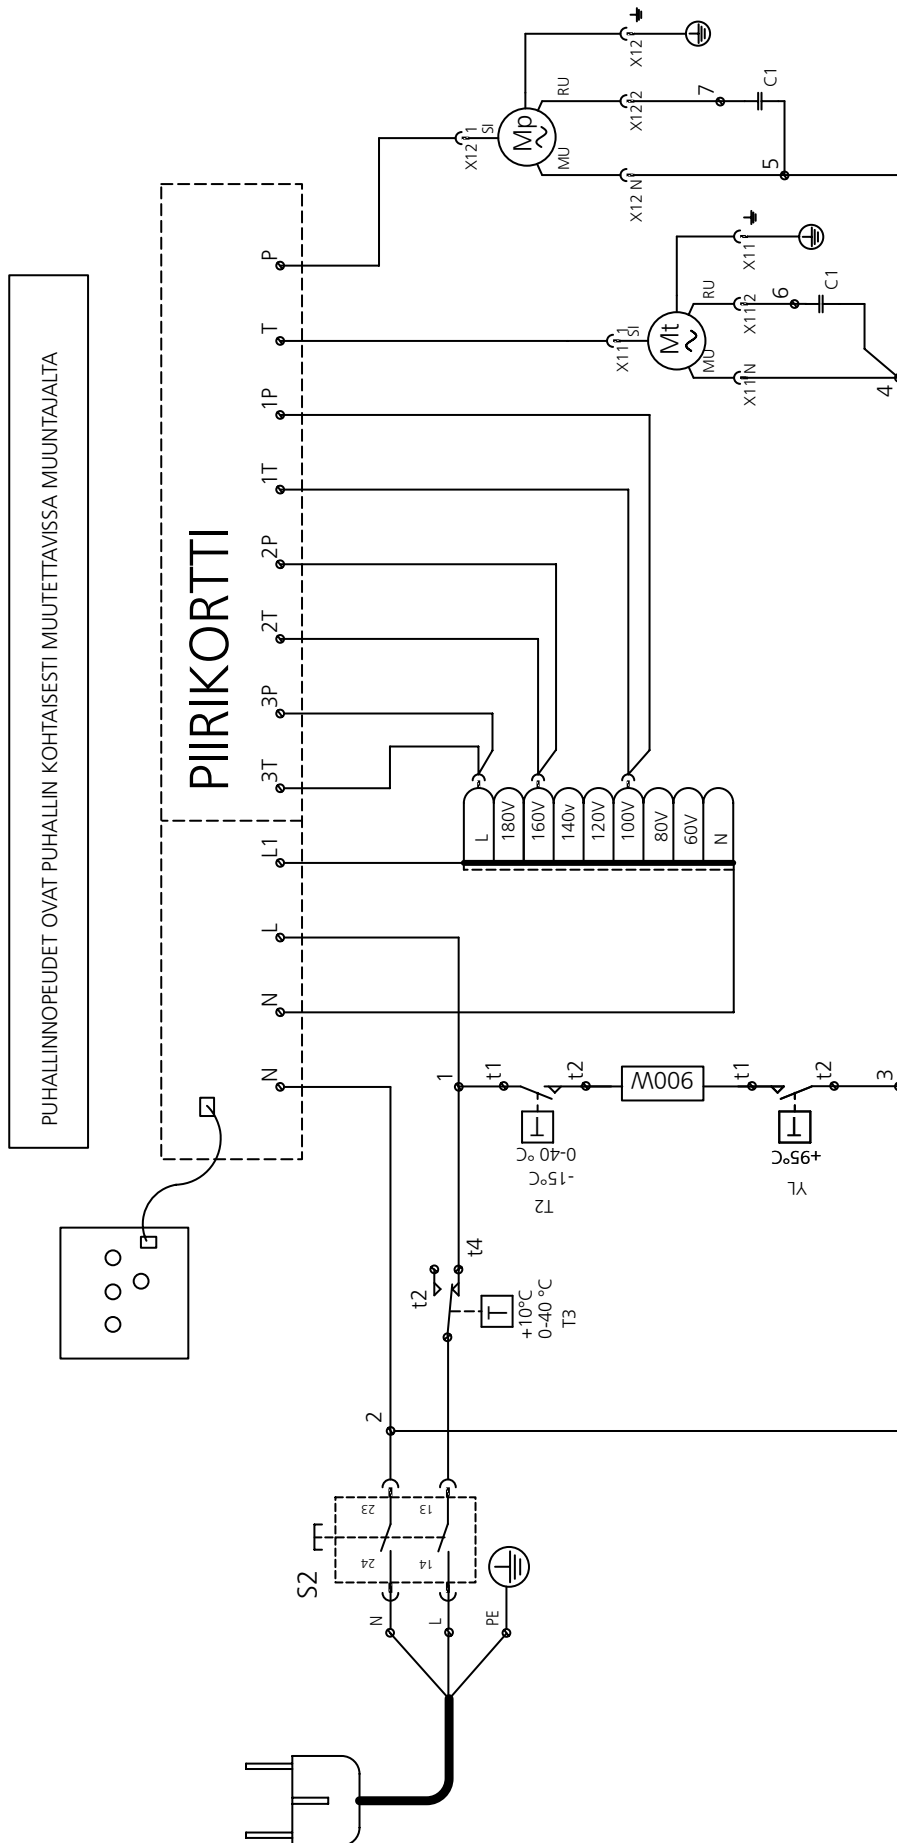 PUHALLINNOPEUDET OVAT PUHALLIN KOHTAISESTI MUUTETTAVISSA MUUNTAJALTA
PIIRIKORTTI
N
N
L
L1
3T
3P
2T
2P
1T
1P
T
P
L
180V
160V
140v
120V
100V
80V
60V
N
X12 1
SI
Mp
MU
RU
X12
X12 2
X12 N
7
C1
5
X11 1
SI
Mt
MU
RU
X11
X11 2
X11 N
6
C1
4
1
t1
t2
900W
t1
t2
3
T
0-40 °C
-15°C
T2
T
+95°C
YL
t2
t4
T
+10°C
0-40 °C
T3
2
S2
23
24
13
14
N
L
PE